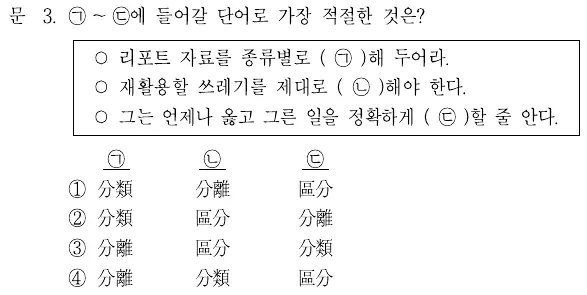 문 3. ㉠ ~ ㉢에 들어갈 단어로 가장 적절한 것은?
○ 리포트 자료를 종류별로 ( ㉠ )해 두어라.
○ 재활용할 쓰레기를 제대로 ( ㉡ )해야 한다.
○ 그는 언제나 옳고 그른 일을 정확하게 ( ㉢ )할 줄 안다.
㉠ ㉡ ㉢
① 分類 分離 區分
② 分類 區分 分離
③ 分離 區分 分類
④ 分離 分類 區分